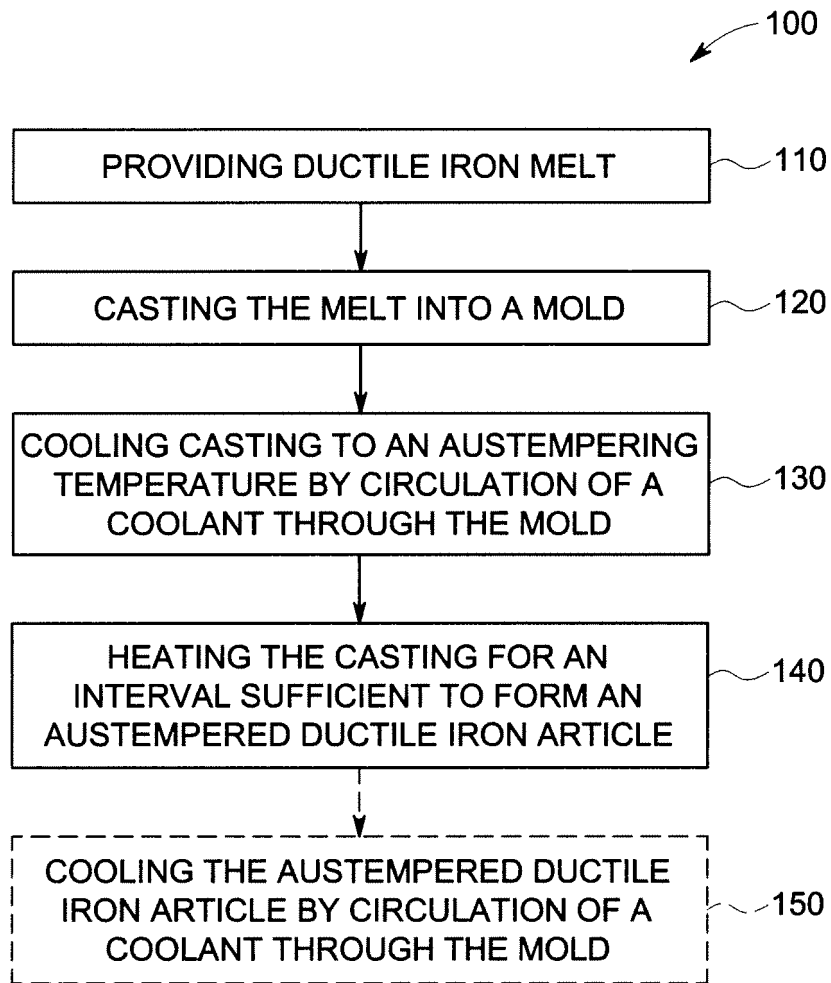 100
PROVIDING DUCTILE IRON MELT
110
CASTING THE MELT INTO A MOLD
120
COOLING CASTING TO AN AUSTEMPERING
TEMPERATURE BY CIRCULATION OF A
COOLANT THROUGH THE MOLD
130
HEATING THE CASTING FOR AN
INTERVAL SUFFICIENT TO FORM AN
AUSTEMPERED DUCTILE IRON ARTICLE
140
COOLING THE AUSTEMPERED DUCTILE
IRON ARTICLE BY CIRCULATION OF A
COOLANT THROUGH THE MOLD
150